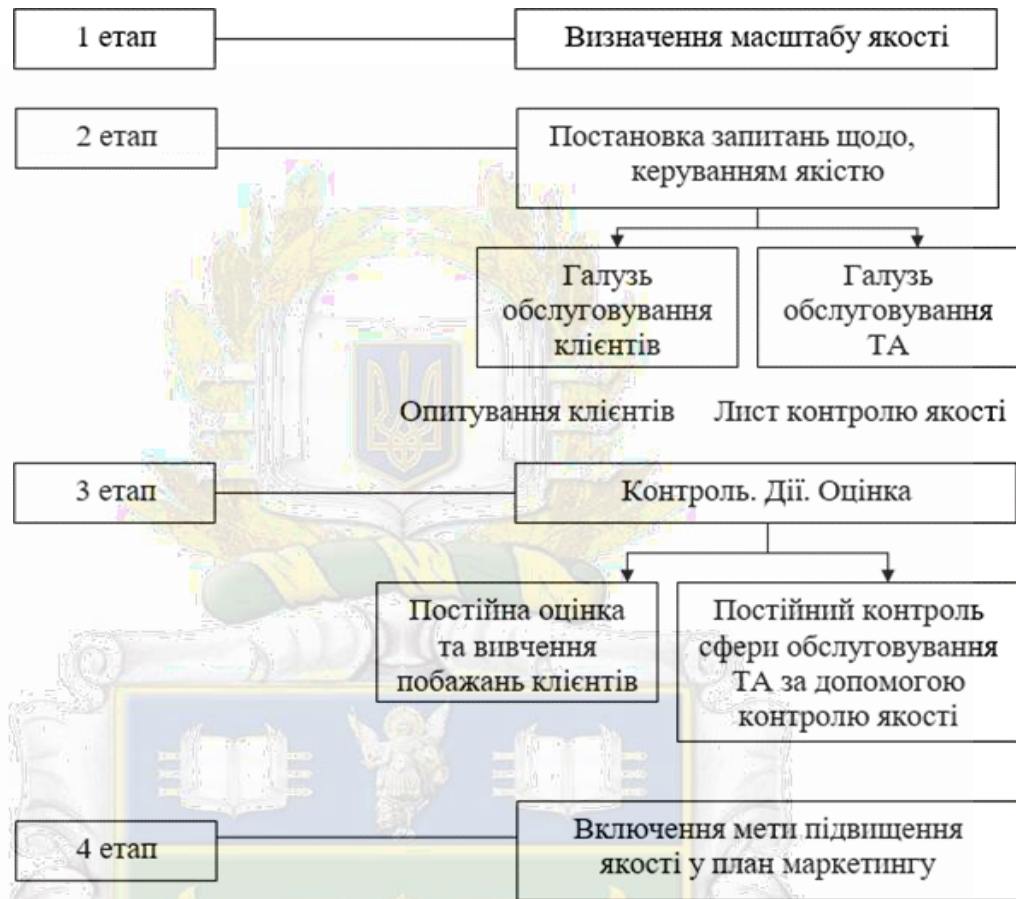 1 етап
Визначення масштабу якості
2 етап
Постановка запитань щодо,
керуванням якістю
Галузь
обслуговування
клієнтів
Галузь
обслуговування
ТА
Опитування клієнтів
Лист контролю якості
3 етап
Контроль. Дії. Оцінка
Постійна оцінка
та вивчення
побажань клієнтів
Постійний контроль
сфери обслуговування
ТА за допомогою
контролю якості
4 етап
Включення мети підвищення
якості у план маркетингу